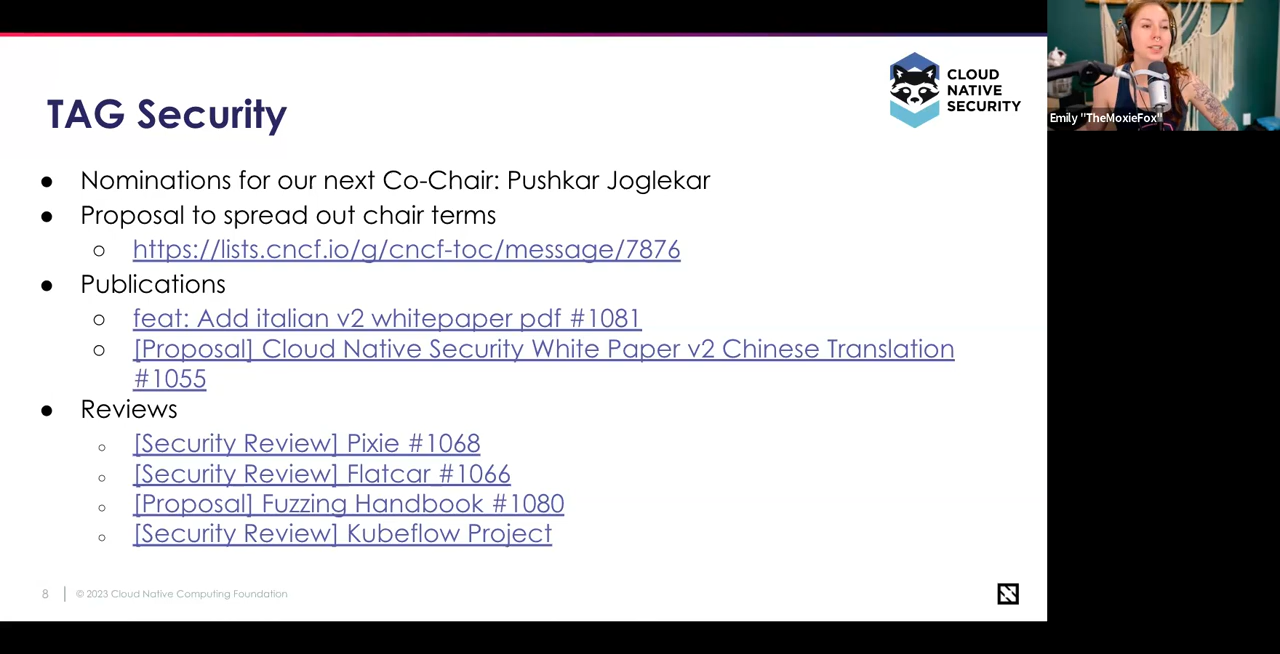 TAG Security
CLOUD
NATIVE
SECURITY
Emily "TheMoxieFox"
● Nominations for our next Co-Chair: Pushkar Joglekar
● Proposal to spread out chair terms
○ https://lists.cncf.io/g/cncf-toc/message/7876
● Publications
○ feat: Add italian v2 whitepaper pdf #1081
○ [Proposal] Cloud Native Security White Paper v2 Chinese Translation
#1055
● Reviews
○ [Security Review] Pixie #1068
○ [Security Review] Flatcar #1066
○ [Proposal] Fuzzing Handbook #1080
○ [Security Review] Kubeflow Project
8 | © 2023 Cloud Native Computing Foundation